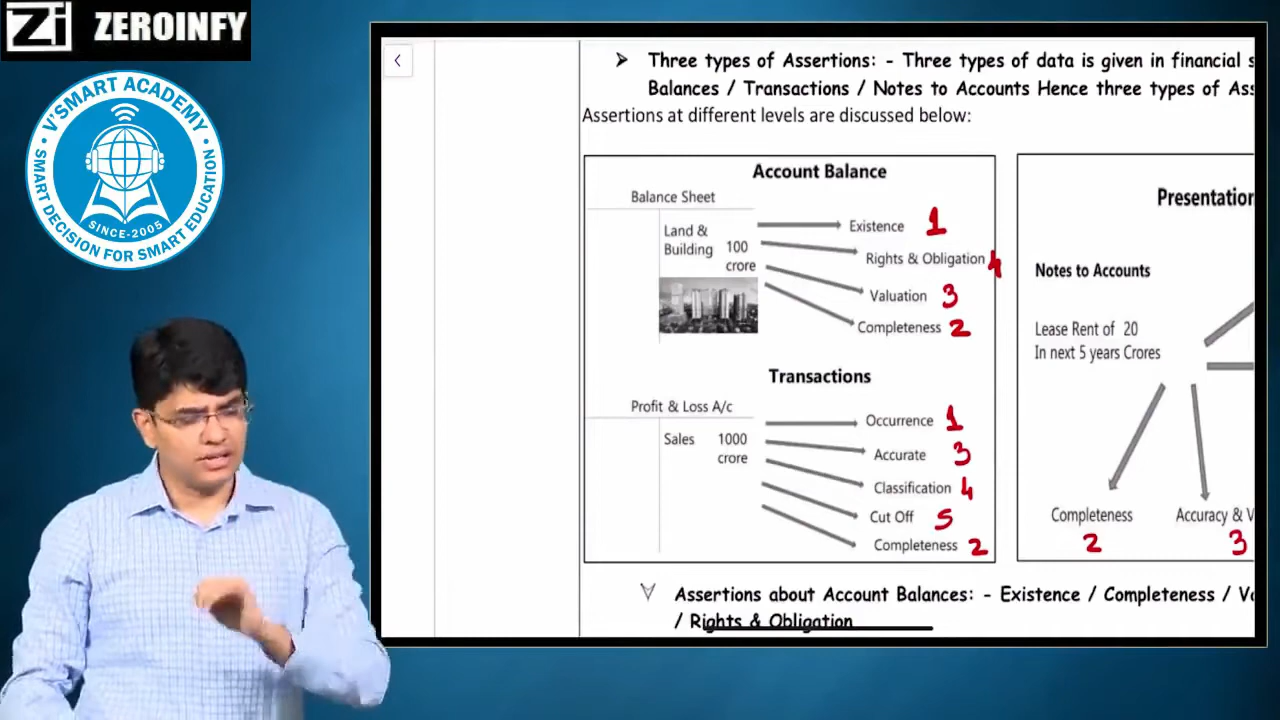 Zi ZEROINFY
V'SMART ACADEMY
SINCE-2005
SMART DECISION FOR SMART EDUCATION
<
➤ Three types of Assertions: - Three types of data is given in financial s
Balances / Transactions / Notes to Accounts Hence three types of Ass
Assertions at different levels are discussed below:
Account Balance
Balance Sheet
Land &
Building 100
crore
Existence 1
Rights & Obligation 4
Valuation 3
Completeness 2
Transactions
Profit & Loss A/c
Sales 1000
crore
Occurrence 1
Accurate 3
Classification 4
Cut Off 5
Completeness 2
Presentation
Notes to Accounts
Lease Rent of 20
In next 5 years Crores
Completeness Accuracy & V
2 3
Assertions about Account Balances: - Existence / Completeness / Va
/ Rights & Obligation